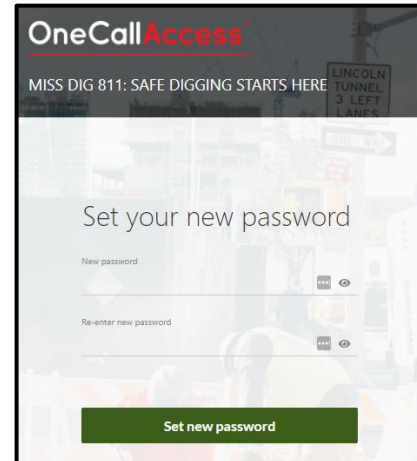 OneCallAccess
MISS DIG 811: SAFE DIGGING STARTS HERE
LINCOLN
TUNNEL
3 LEFT
LANES
ONE WAY
Set your new password
New password
Re-enter new password
Set new password